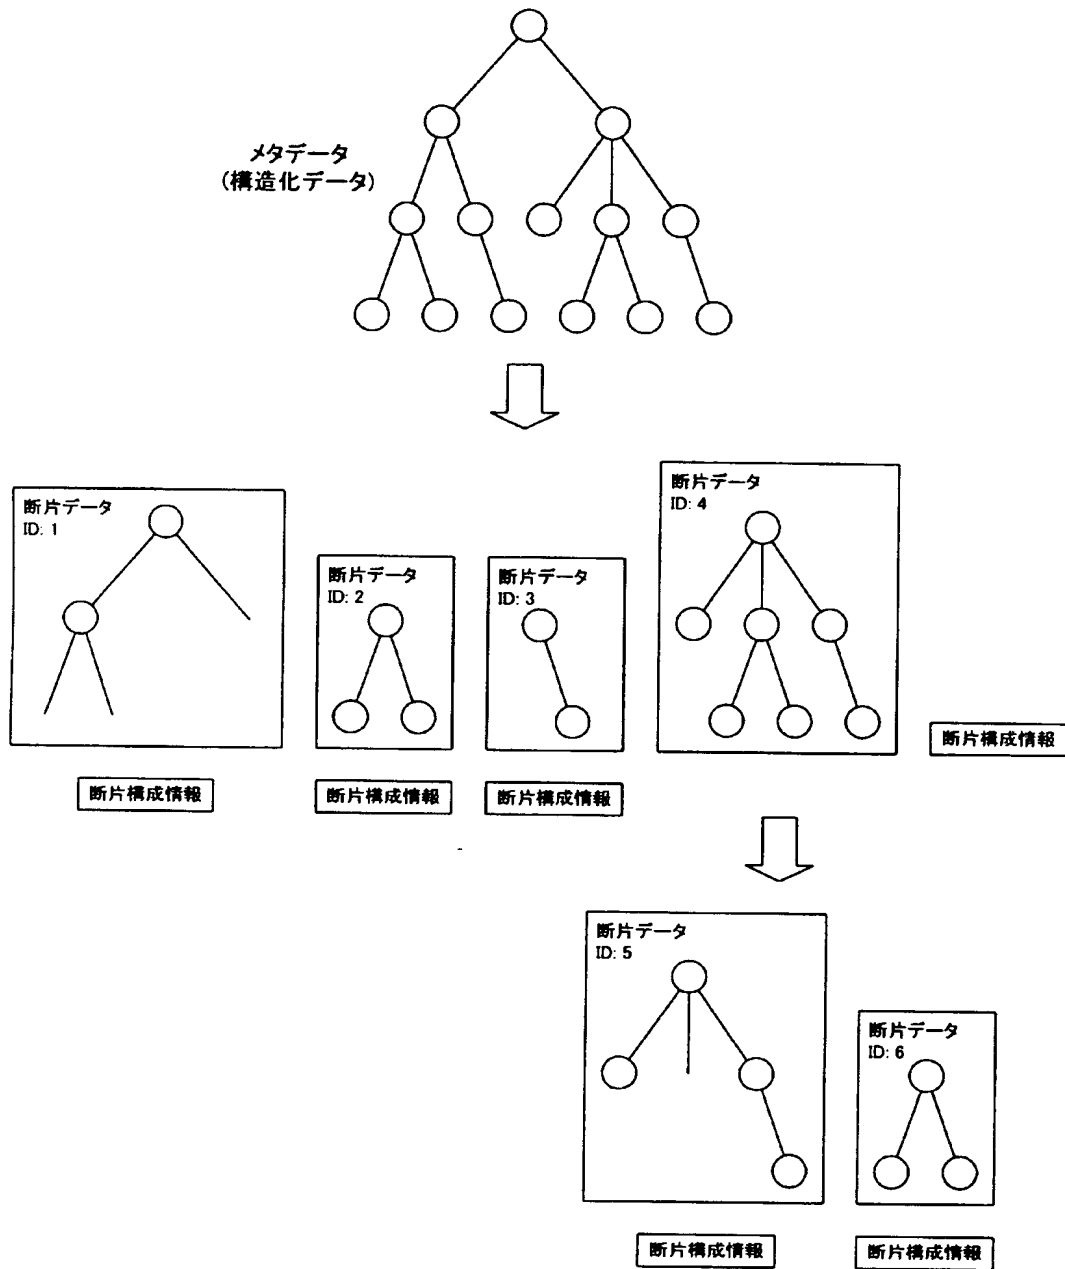 メタデータ
(構造化データ)
断片データ
ID: 1
断片データ
ID: 2
断片データ
ID: 3
断片データ
ID: 4
断片構成情報
断片構成情報
断片構成情報
断片構成情報
断片データ
ID: 5
断片データ
ID: 6
断片構成情報
断片構成情報